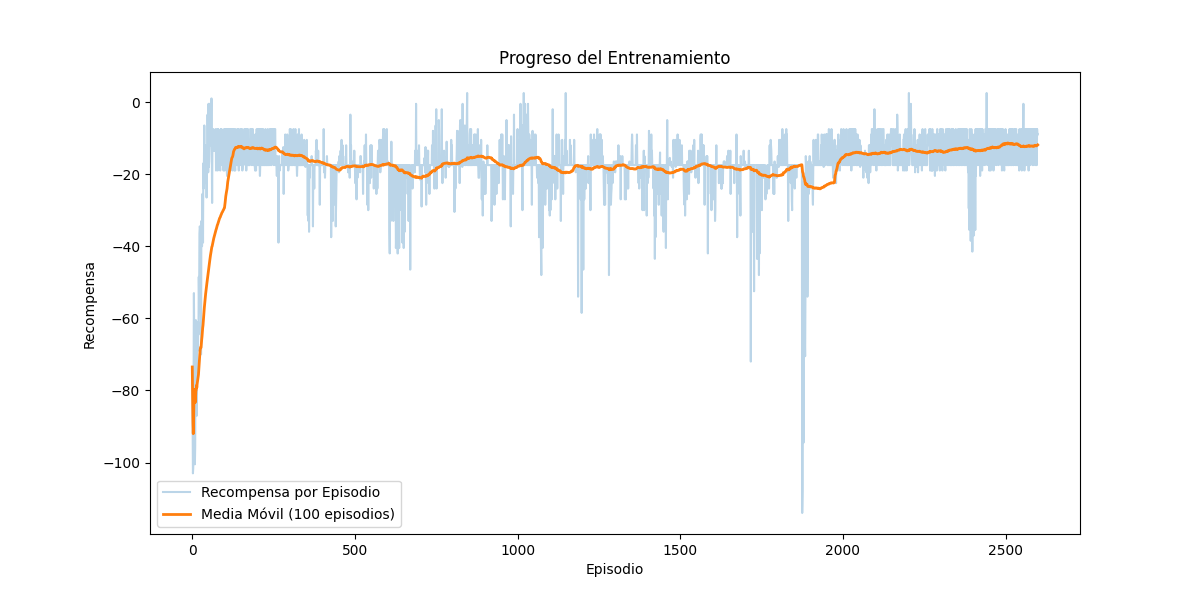 Progreso del Entrenamiento
0
−20
−40
−60
−80
−100
Recompensa
Recompensa por Episodio
Media Móvil (100 episodios)
0
500
1000
1500
2000
2500
Episodio